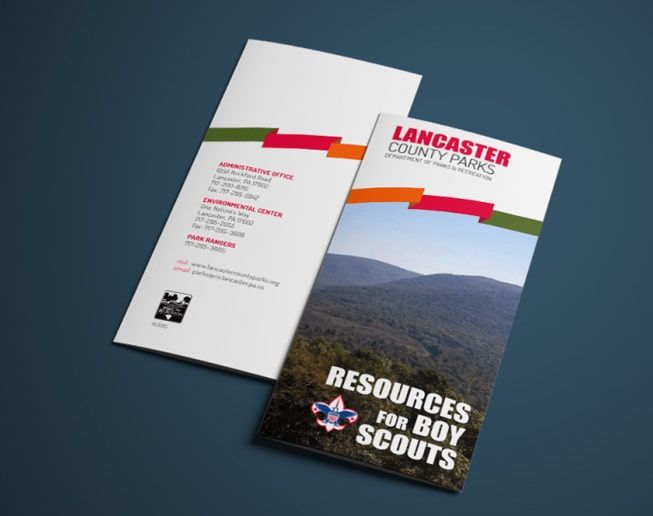 LANCASTER
COUNTY PARKS
DEPARTMENT OF PARKS & RECREATION
RESOURCES
FOR BOY
SCOUTS
ADMINISTRATIVE OFFICE
1050 Rockford Road
Lancaster, PA 17602
717-299-8215
Fax: 717-295-5942
ENVIRONMENTAL CENTER
One Nature's Way
Lancaster, PA 17602
717-295-2055
Fax: 717-295-3688
PARK RANGERS
717-295-3605
visit: www.lancastercountyparks.org
email: parks@co.lancaster.pa.us
©2015